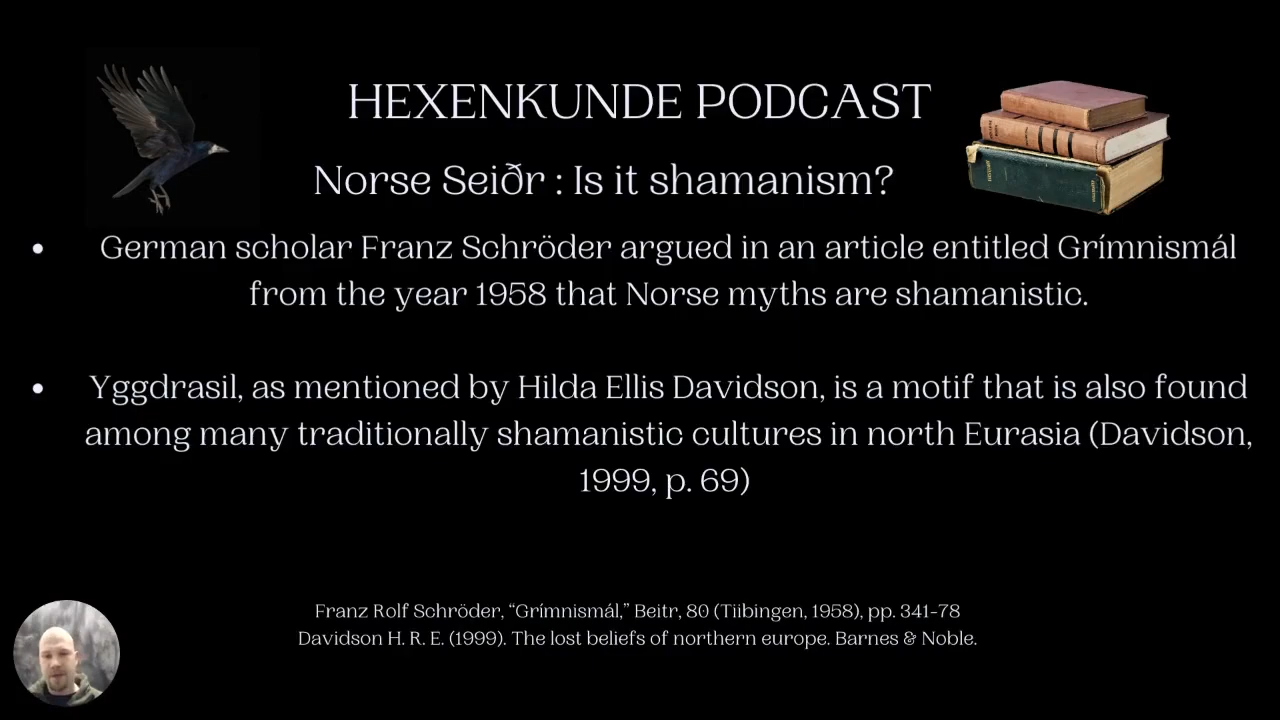 HEXENKUNDE PODCAST
Norse Seiðr : Is it shamanism?
• German scholar Franz Schröder argued in an article entitled Grímnismál
from the year 1958 that Norse myths are shamanistic.
• Yggdrasil, as mentioned by Hilda Ellis Davidson, is a motif that is also found
among many traditionally shamanistic cultures in north Eurasia (Davidson,
1999, p. 69)
Franz Rolf Schröder, “Grímnismál,” Beitr, 80 (Tiibingen, 1958), pp. 341-78
Davidson H. R. E. (1999). The lost beliefs of northern europe. Barnes & Noble.